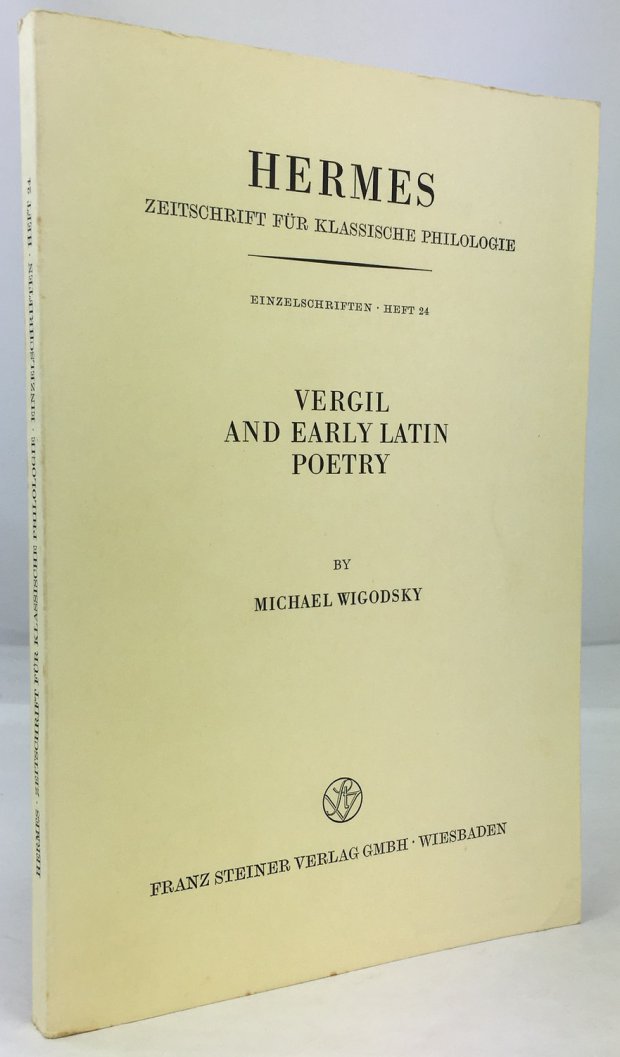 HERMES
ZEITSCHRIFT FÜR KLASSISCHE PHILOLOGIE
EINZELSCHRIFTEN · HEFT 24
VERGIL
AND EARLY LATIN
POETRY
BY
MICHAEL WIGODSKY
FRANZ STEINER VERLAG GMBH · WIESBADEN
HERMES · ZEITSCHRIFT FÜR KLASSISCHE PHILOLOGIE · EINZELSCHRIFTEN · HEFT 24